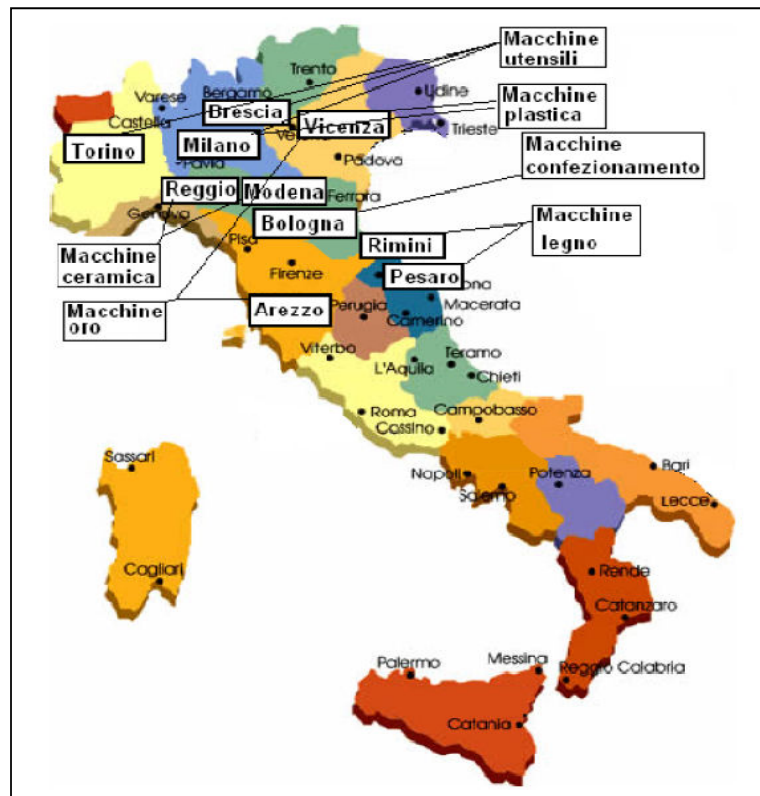 Macchine
utensili
Trento
Bergamo
Udine
Varese
Brescia
Macchine
plastica
Castella
Vicenza
Trieste
Torino
Milano
Padova
Macchine
confezionamento
Pavia
Reggio
Modena
Ferrara
Genova
Bologna
Macchine
legno
Rimini
Pisa
Macchine
ceramica
Firenze
Pesaro
ona
Macchine
oro
Arezzo
Perugia
Macerata
Camerino
Viterbo
Teramo
L'Aquila
Chieti
Roma
Campobasso
Cassino
Sassari
Napoli
Potenza
Bari
Salerno
Lecce
Cagliari
Rende
Catanzaro
Palermo
Messina
Reggio Calabria
Catania